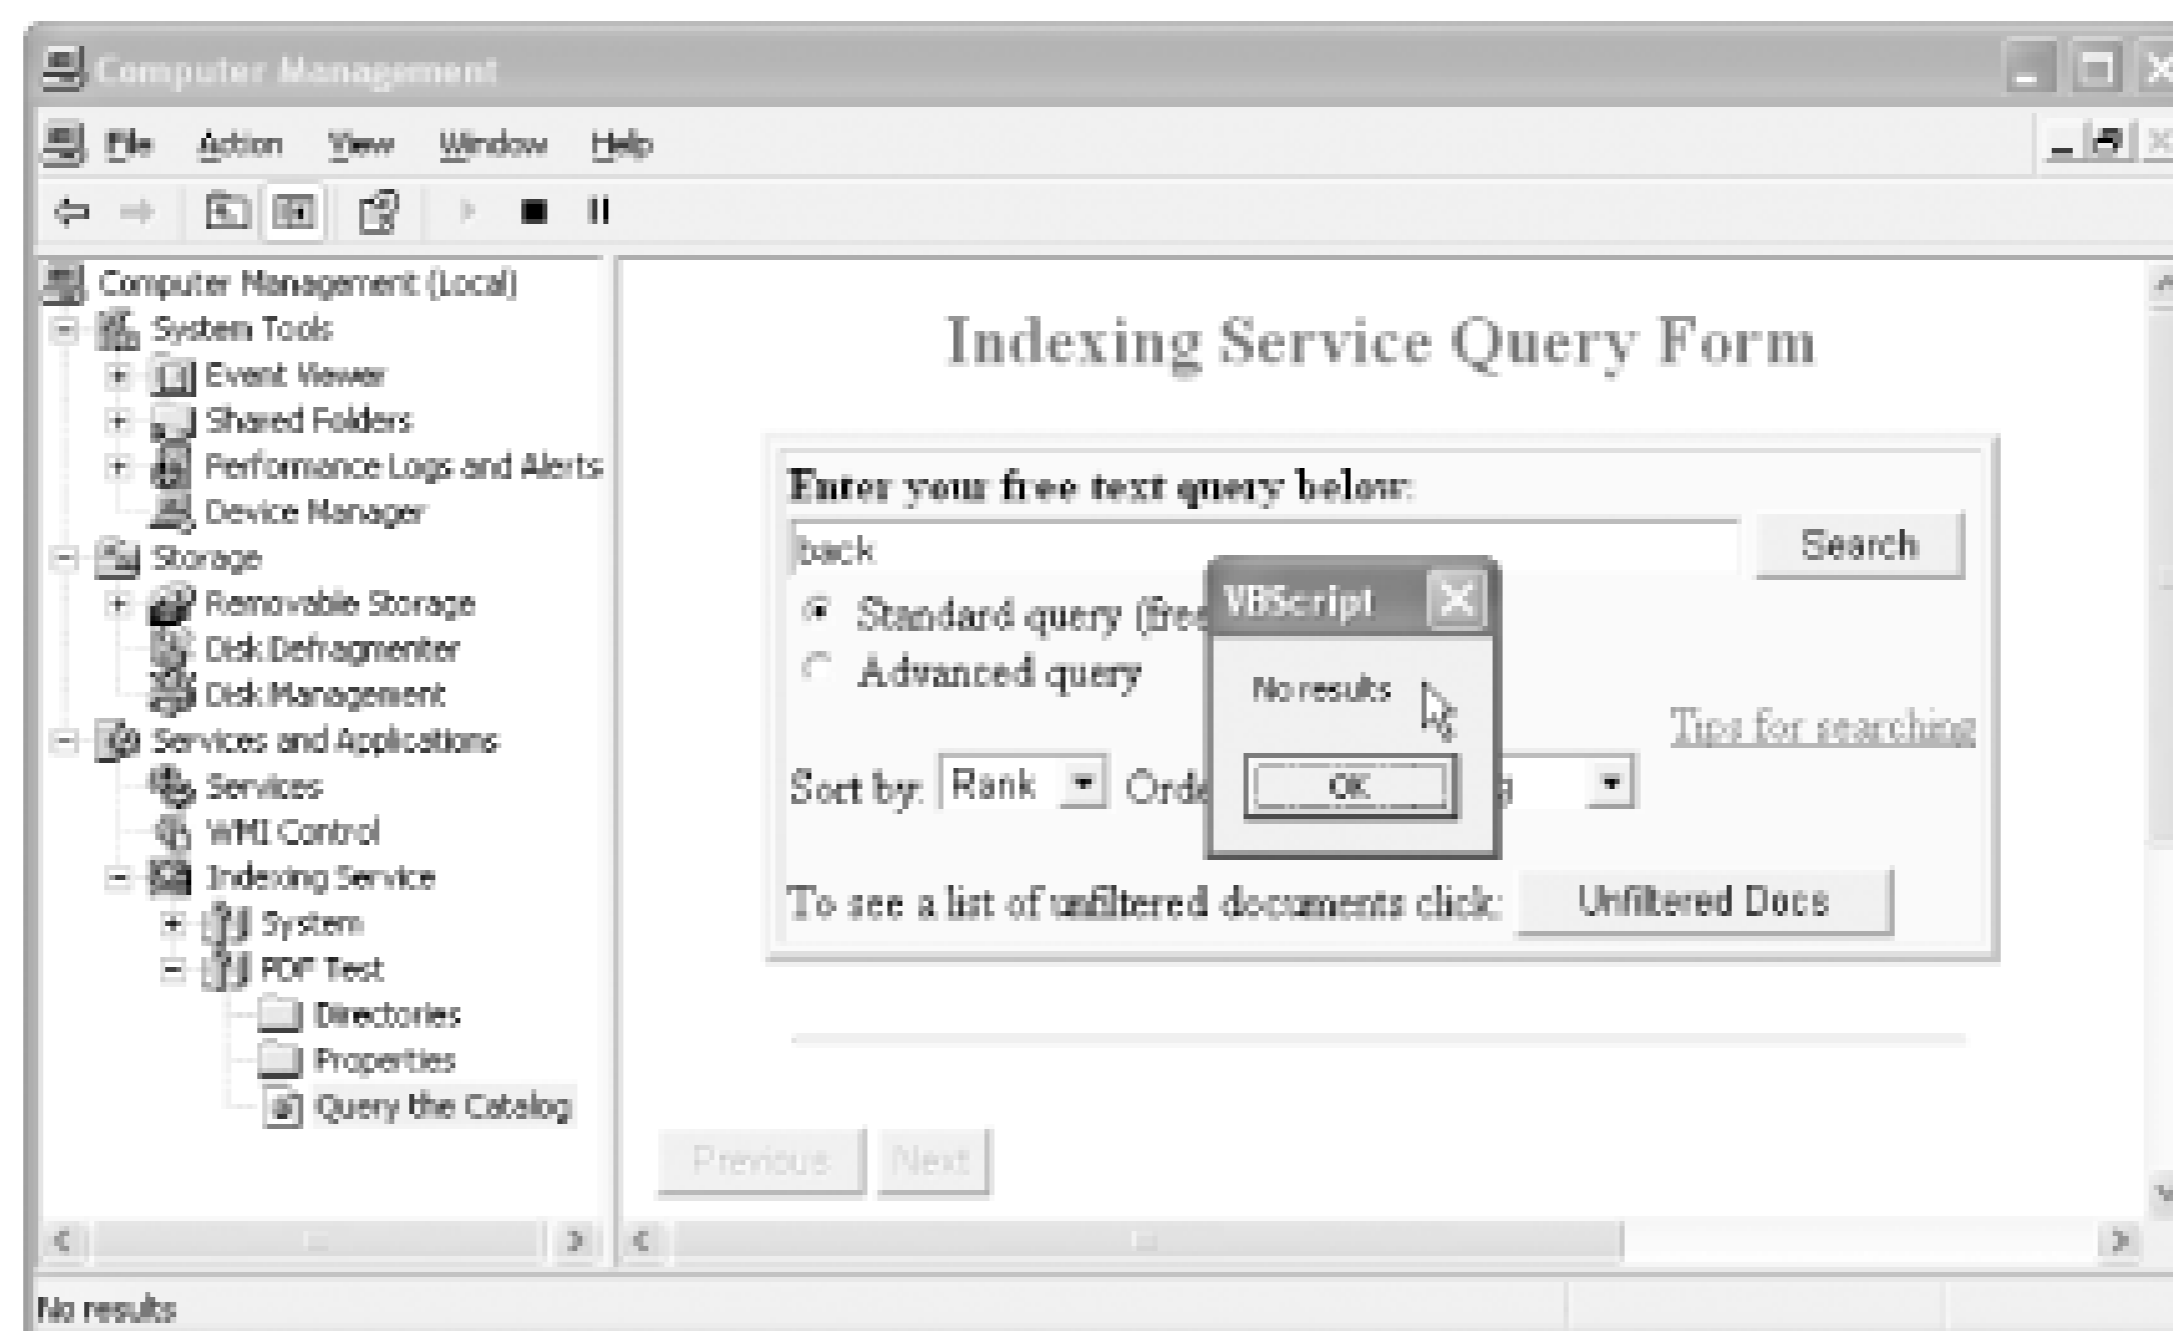 Computer Management
File Action View Window Help
Computer Management (Local)
System Tools
Event Viewer
Shared Folders
Performance Logs and Alerts
Device Manager
Storage
Removable Storage
Disk Defragmenter
Disk Management
Services and Applications
Services
WMI Control
Indexing Service
System
PDF Test
Directories
Properties
Query the Catalog
Indexing Service Query Form
Enter your free text query below:
back
Search
Standard query (free
Advanced query
VBScript
No results
OK
Tips for searching
Sort by: Rank Orde g
To see a list of unfiltered documents click: Unfiltered Docs
Previous Next
No results